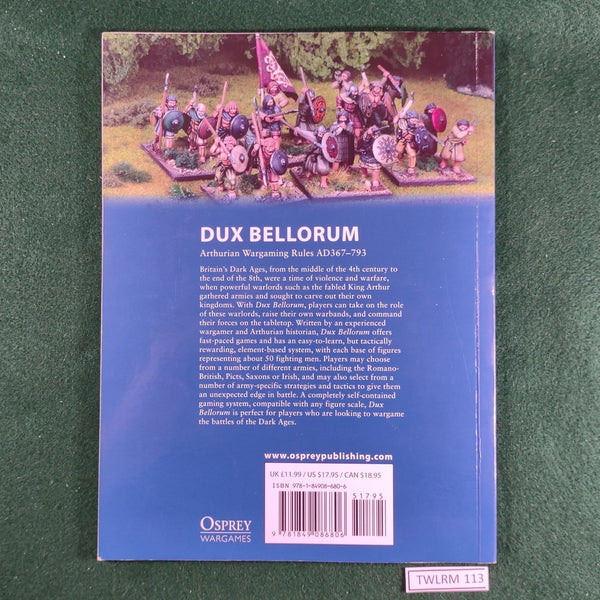 DUX BELLORUM
Arthurian Wargaming Rules AD367–793
Britain's Dark Ages, from the middle of the 4th century to
the end of the 8th, were a time of violence and warfare,
when powerful warlords such as the fabled King Arthur
gathered armies and sought to carve out their own
kingdoms. With Dux Bellorum, players can take on the role
of these warlords, raise their own warbands, and command
their forces on the tabletop. Written by an experienced
wargamer and Arthurian historian, Dux Bellorum offers
fast-paced games and has an easy-to-learn, but tactically
rewarding, element-based system, with each base of figures
representing about 50 fighting men. Players may choose
from a number of different armies, including the Romano-
British, Picts, Saxons or Irish, and may also select from a
number of army-specific strategies and tactics to give them
an unexpected edge in battle. A completely self-contained
gaming system, compatible with any figure scale, Dux
Bellorum is perfect for players who are looking to wargame
the battles of the Dark Ages.
www.ospreypublishing.com
UK £11.99 / US $17.95 / CAN $18.95
ISBN 978-1-84908-680-6
51795
9 781849 086806
OSPREY
WARGAMES
TWLRM 113